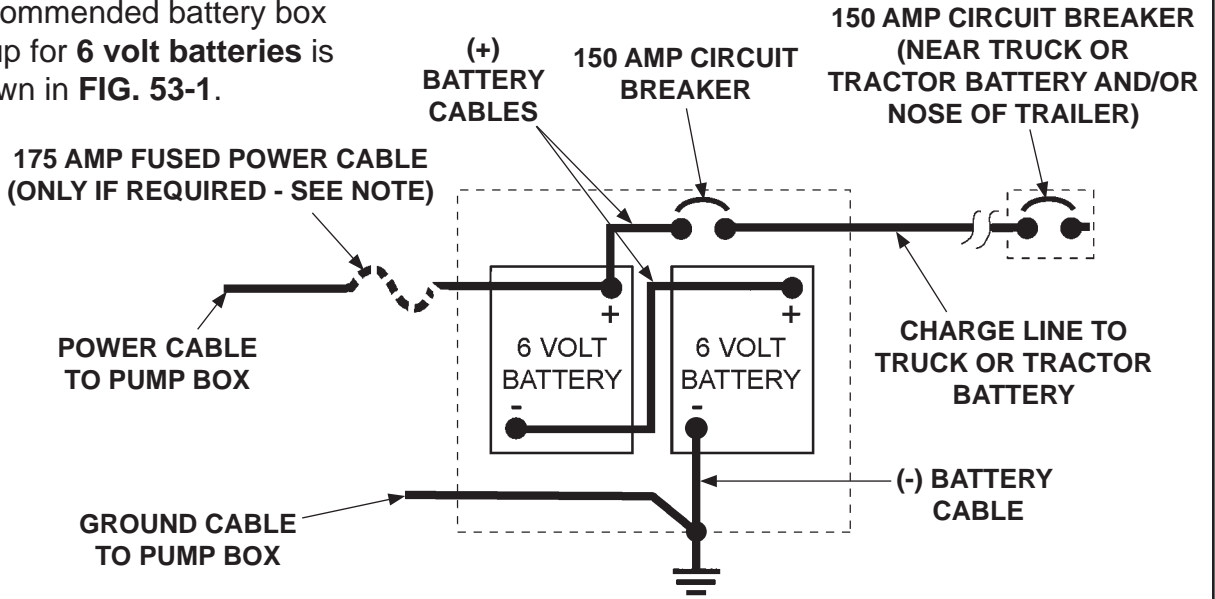 ommended battery box
up for 6 volt batteries is
wn in FIG. 53-1.
(+)
BATTERY
CABLES
150 AMP CIRCUIT
BREAKER
150 AMP CIRCUIT BREAKER
(NEAR TRUCK OR
TRACTOR BATTERY AND/OR
NOSE OF TRAILER)
175 AMP FUSED POWER CABLE
(ONLY IF REQUIRED - SEE NOTE)
POWER CABLE
TO PUMP BOX
+
6 VOLT
BATTERY
-
+
6 VOLT
BATTERY
-
CHARGE LINE TO
TRUCK OR TRACTOR
BATTERY
(-) BATTERY
CABLE
GROUND CABLE
TO PUMP BOX